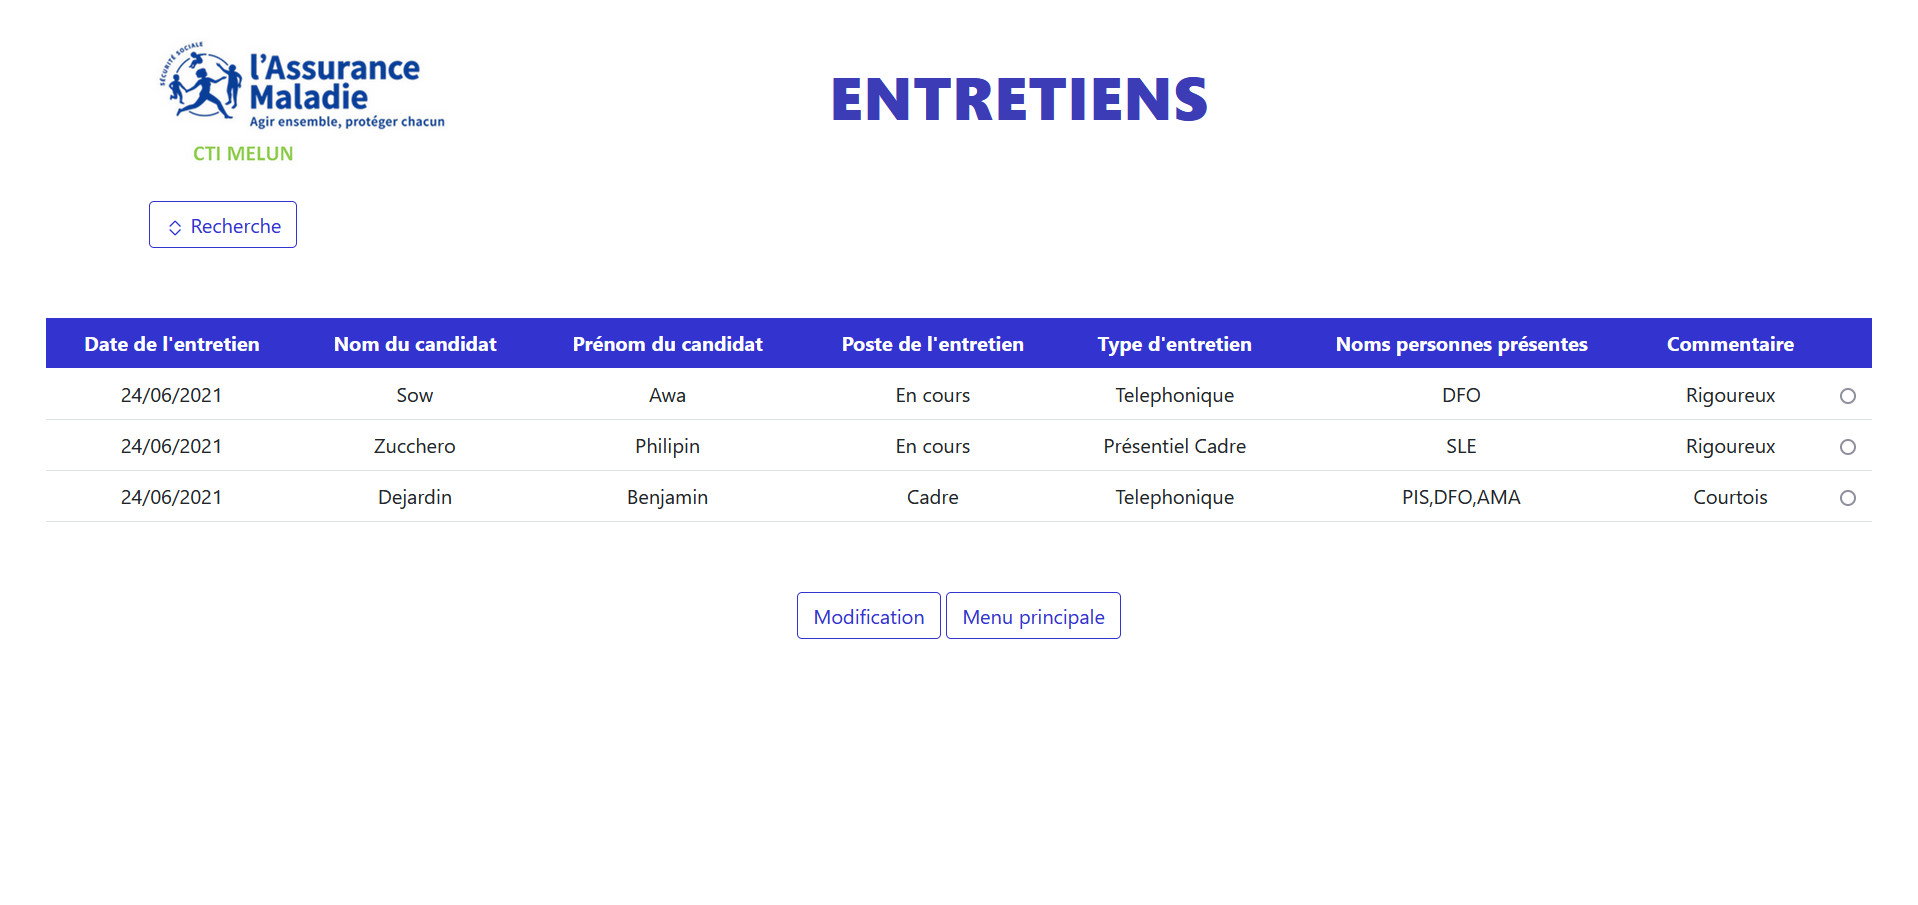 SÉCURITÉ SOCIALE
l'Assurance
Maladie
Agir ensemble, protéger chacun
CTI MELUN
ENTRETIENS
Recherche
Date de l'entretien Nom du candidat Prénom du candidat Poste de l'entretien Type d'entretien Noms personnes présentes Commentaire
24/06/2021 Sow Awa En cours Telephonique DFO Rigoureux
24/06/2021 Zucchero Philipin En cours Présentiel Cadre SLE Rigoureux
24/06/2021 Dejardin Benjamin Cadre Telephonique PIS,DFO,AMA Courtois
Modification Menu principale